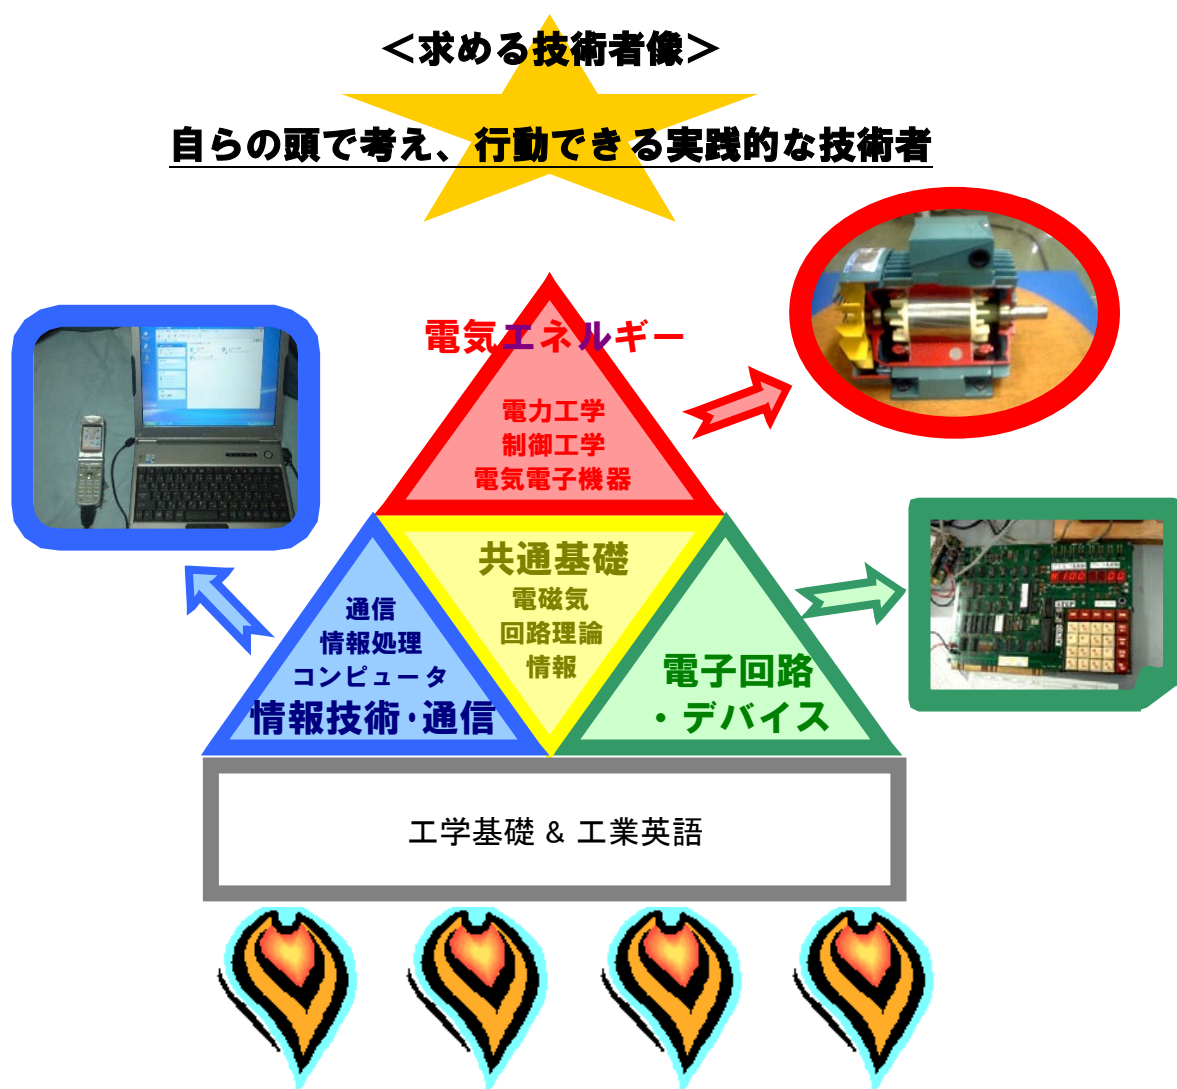 ＜求める技術者像＞
自らの頭で考え、行動できる実践的な技術者
電気エネルギー
電力工学
制御工学
電気電子機器
共通基礎
電磁気
回路理論
情報
通信
情報処理
コンピュータ
情報技術・通信
電子回路
・デバイス
工学基礎 & 工業英語